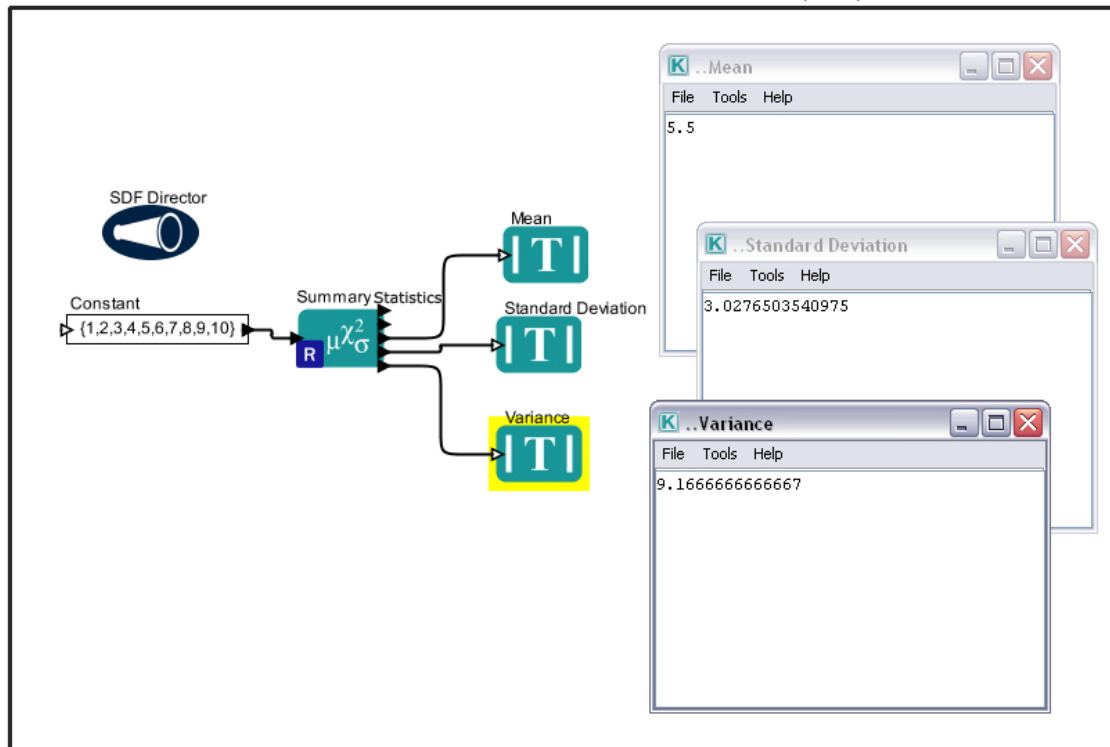 SDF Director
Constant
{1,2,3,4,5,6,7,8,9,10}
Summary Statistics
R
μχ²σ
Mean
T
Standard Deviation
T
Variance
T
K ..Mean
File Tools Help
5.5
K ..Standard Deviation
File Tools Help
3.0276503540975
K ..Variance
File Tools Help
9.1666666666667